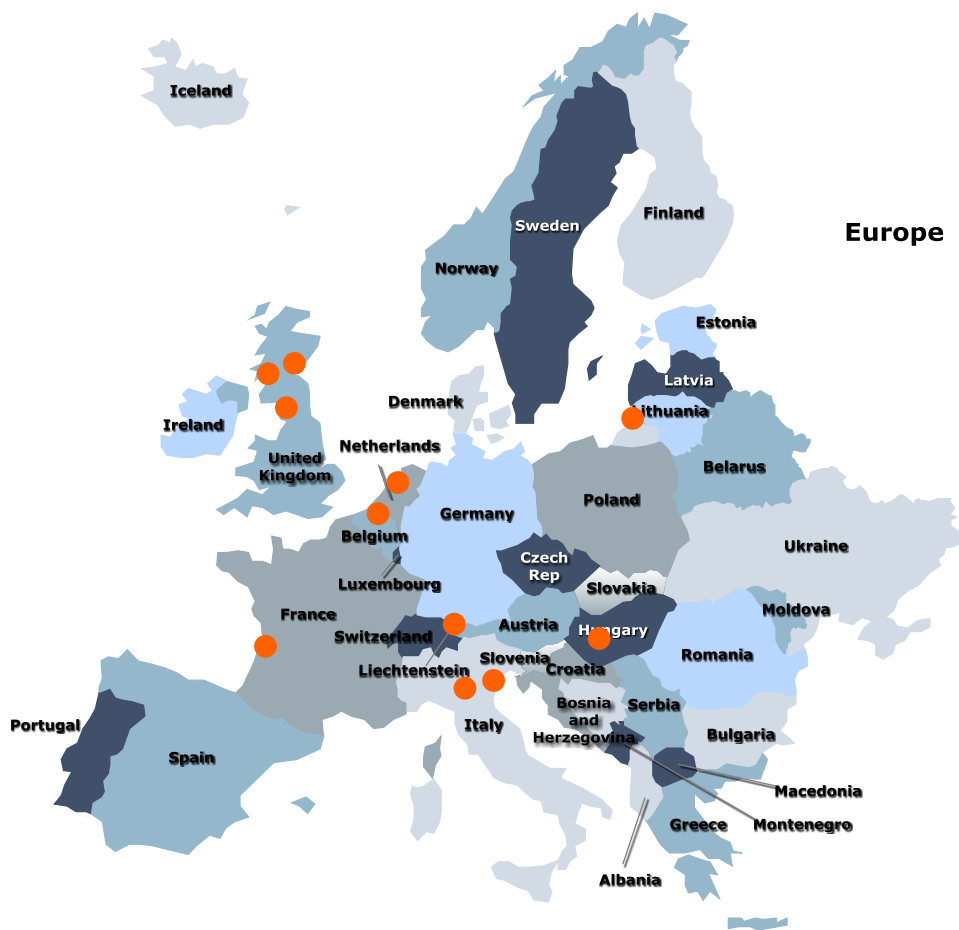 Iceland
Finland
Sweden
Europe
Norway
Estonia
Latvia
Denmark
Lithuania
Ireland
Netherlands
United
Kingdom
Belarus
Poland
Germany
Belgium
Ukraine
Czech
Rep
Luxembourg
Slovakia
Moldova
France
Austria
Hungary
Switzerland
Romania
Slovenia
Liechtenstein
Croatia
Bosnia
and
Herzegovina
Serbia
Portugal
Italy
Bulgaria
Spain
Macedonia
Greece
Montenegro
Albania